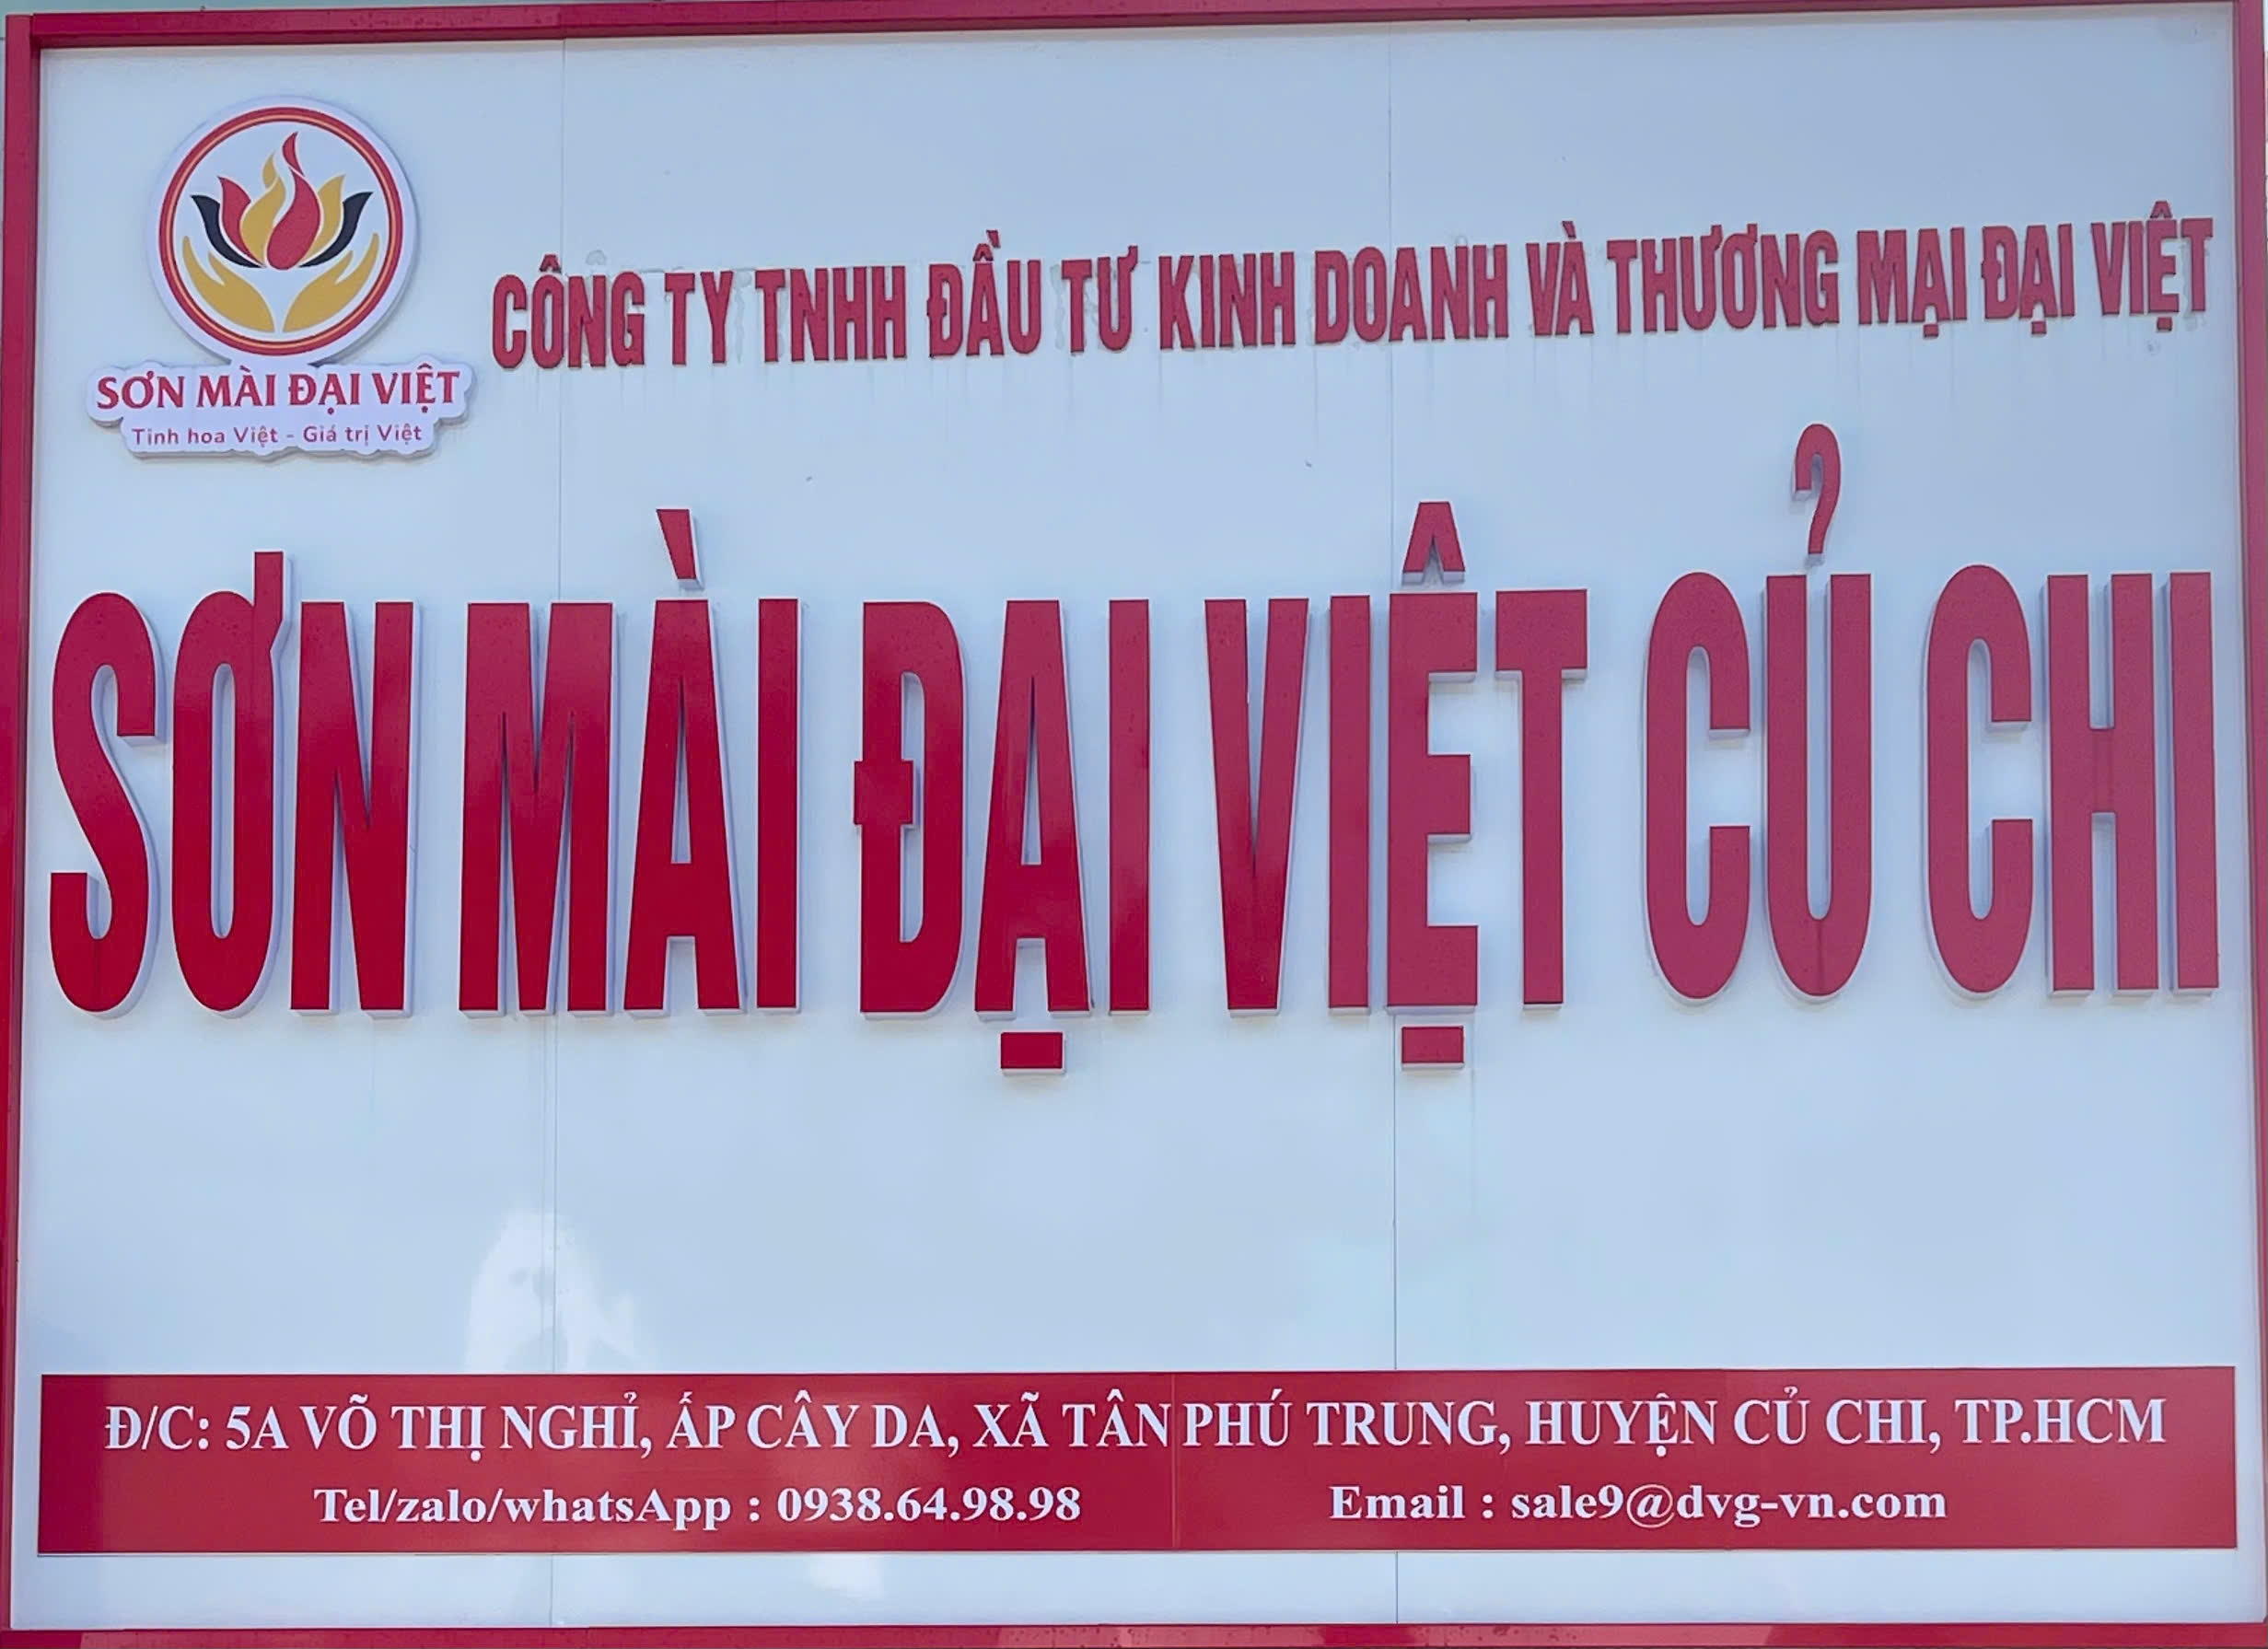 SƠN MÀI ĐẠI VIỆT
Tinh hoa Việt - Giá trị Việt
CÔNG TY TNHH ĐẦU TƯ KINH DOANH VÀ THƯƠNG MẠI ĐẠI VIỆT
SƠN MÀI ĐẠI VIỆT CỦ CHI
Đ/C: 5A VÕ THỊ NGHỈ, ẤP CÂY DA, XÃ TÂN PHÚ TRUNG, HUYỆN CỦ CHI, TP.HCM
Tel/zalo/whatsApp : 0938.64.98.98 Email : sale9@dvg-vn.com